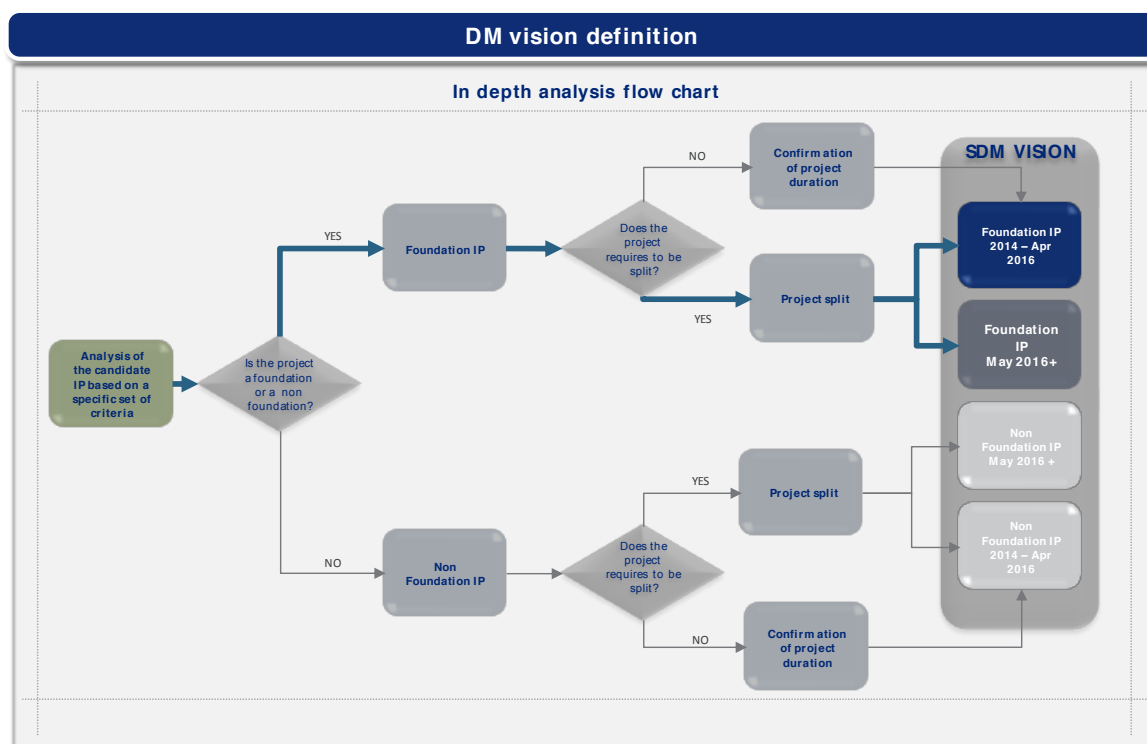 DM vision definition
In depth analysis flow chart
NO
Confirmation
of project
duration
SDM VISION
YES
Foundation IP
Does the
project
requires to be
split?
Foundation IP
2014 – Apr
2016
YES
Project split
Foundation
IP
May 2016+
Analysis of
the candidate
IP based on a
specific set of
criteria
Is the project
a foundation
or a non
foundation?
Non
Foundation IP
May 2016 +
YES
Project split
NO
Non
Foundation IP
Does the
project
requires to be
split?
Non
Foundation IP
2014 – Apr
2016
NO
Confirmation
of project
duration